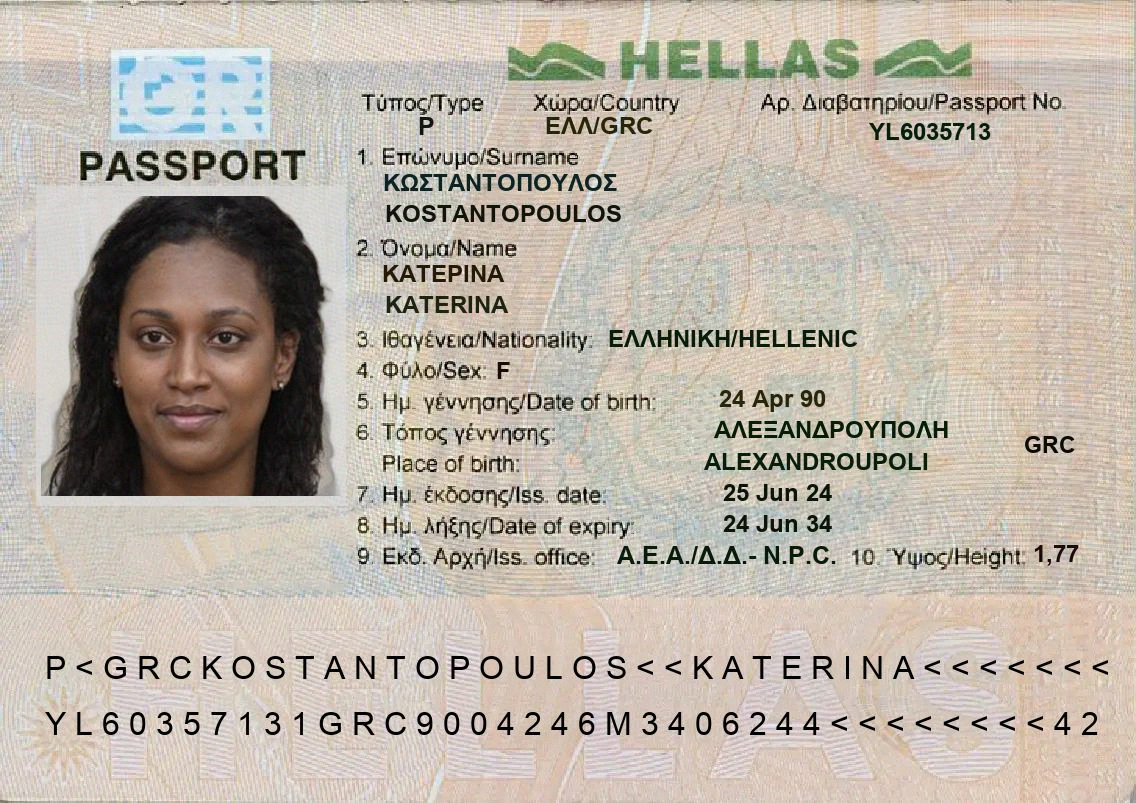 GR
HELLAS
PASSPORT
Τύπος/Type Χώρα/Country Αρ. Διαβατηρίου/Passport No.
P ΕΛΛ/GRC YL6035713
1. Επώνυμο/Surname
ΚΩΣΤΑΝΤΟΠΟΥΛΟΣ
KOSTANTOPOULOS
2. Όνομα/Name
ΚΑΤΕΡΙΝΑ
KATERINA
3. Ιθαγένεια/Nationality: ΕΛΛΗΝΙΚΗ/HELLENIC
4. Φύλο/Sex: F
5. Ημ. γέννησης/Date of birth: 24 Apr 90
6. Τόπος γέννησης: ΑΛΕΞΑΝΔΡΟΥΠΟΛΗ GRC
Place of birth: ALEXANDROUPOLI
7. Ημ. έκδοσης/Iss. date: 25 Jun 24
8. Ημ. λήξης/Date of expiry: 24 Jun 34
9 Εκδ. Αρχή/Iss. office: Α.Ε.Α./Δ.Δ.- N.P.C. 10. Ύψος/Height: 1,77
HELLAS
P<GRCKOSTANTOPOULOS<<KATERINA<<<<<<<
YL60357131GRC9004246M3406244<<<<<<<<42